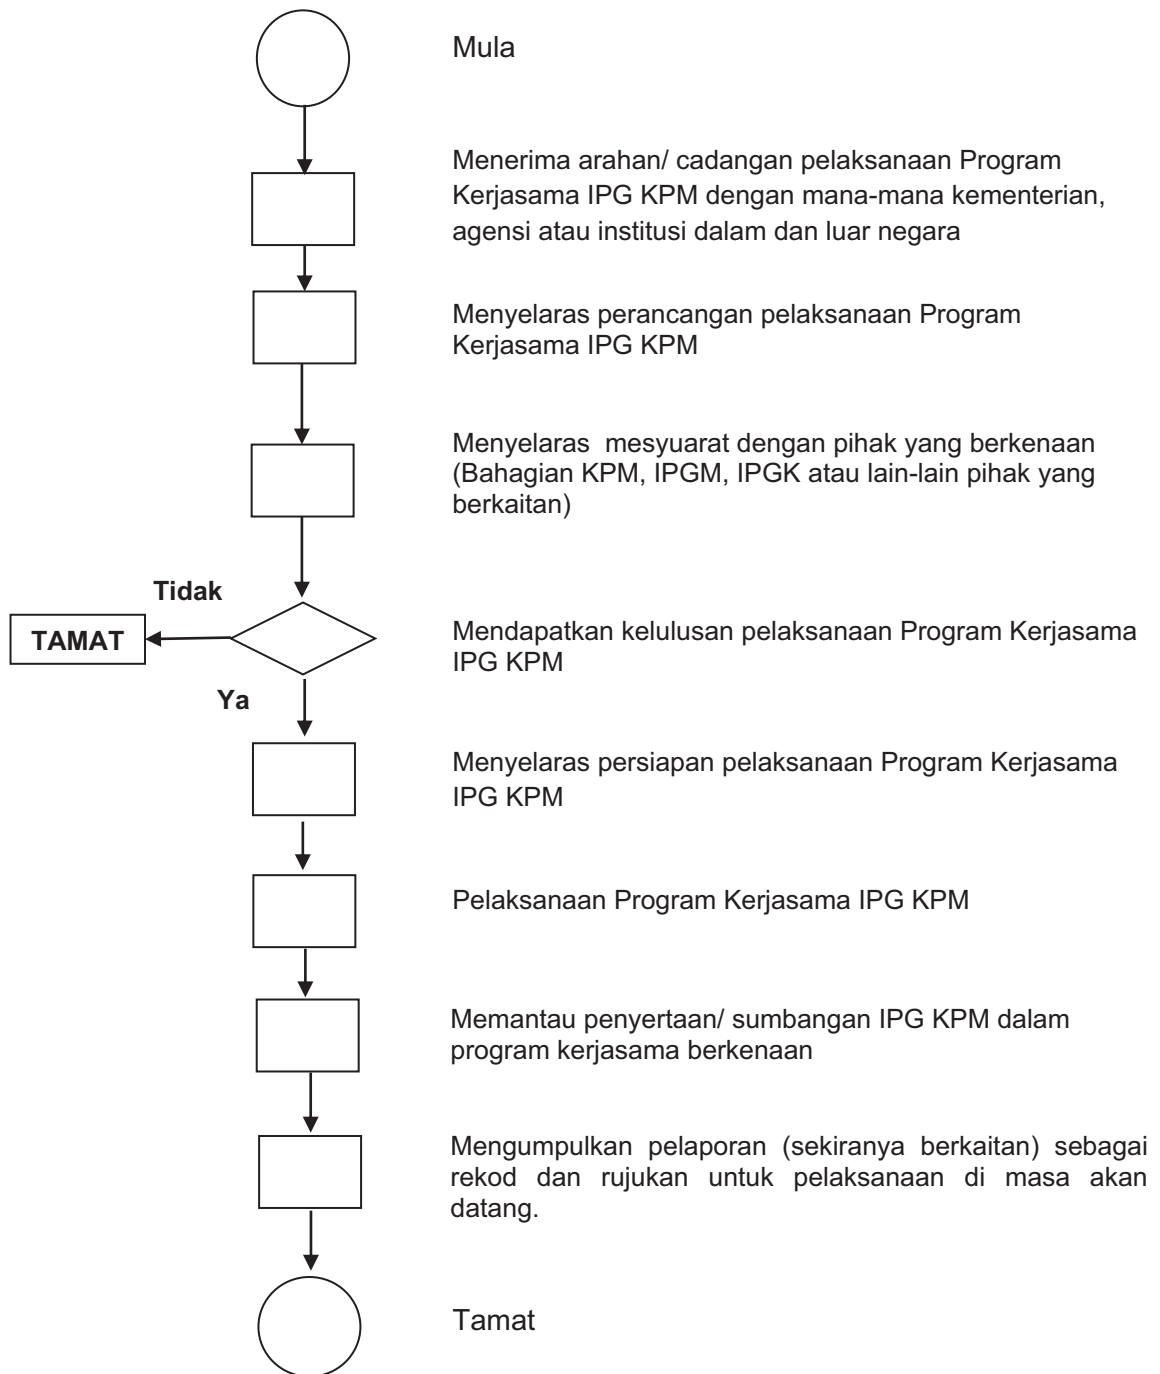 Mula
Menerima arahan/ cadangan pelaksanaan Program
Kerjasama IPG KPM dengan mana-mana kementerian,
agensi atau institusi dalam dan luar negara
Menyelaras perancangan pelaksanaan Program
Kerjasama IPG KPM
Menyelaras  mesyuarat dengan pihak yang berkenaan
(Bahagian KPM, IPGM, IPGK atau lain-lain pihak yang
berkaitan)
Tidak
TAMAT
Mendapatkan kelulusan pelaksanaan Program Kerjasama
IPG KPM
Ya
Menyelaras persiapan pelaksanaan Program Kerjasama
IPG KPM
Pelaksanaan Program Kerjasama IPG KPM
Memantau penyertaan/ sumbangan IPG KPM dalam
program kerjasama berkenaan
Mengumpulkan pelaporan (sekiranya berkaitan) sebagai
rekod dan rujukan untuk pelaksanaan di masa akan
datang.
Tamat